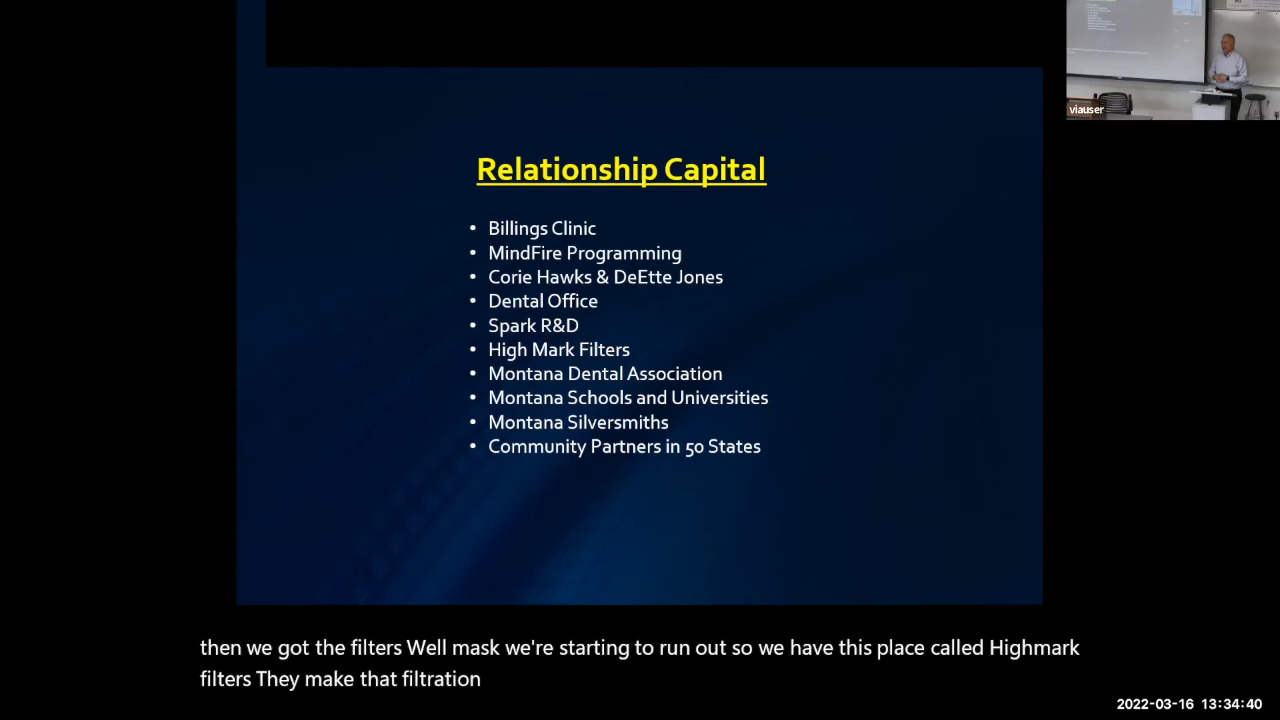 viauser
Relationship Capital
• Billings Clinic
• MindFire Programming
• Corie Hawks & DeEtte Jones
• Dental Office
• Spark R&D
• High Mark Filters
• Montana Dental Association
• Montana Schools and Universities
• Montana Silversmiths
• Community Partners in 50 States
then we got the filters Well mask we're starting to run out so we have this place called Highmark
filters They make that filtration
2022-03-16 13:34:40